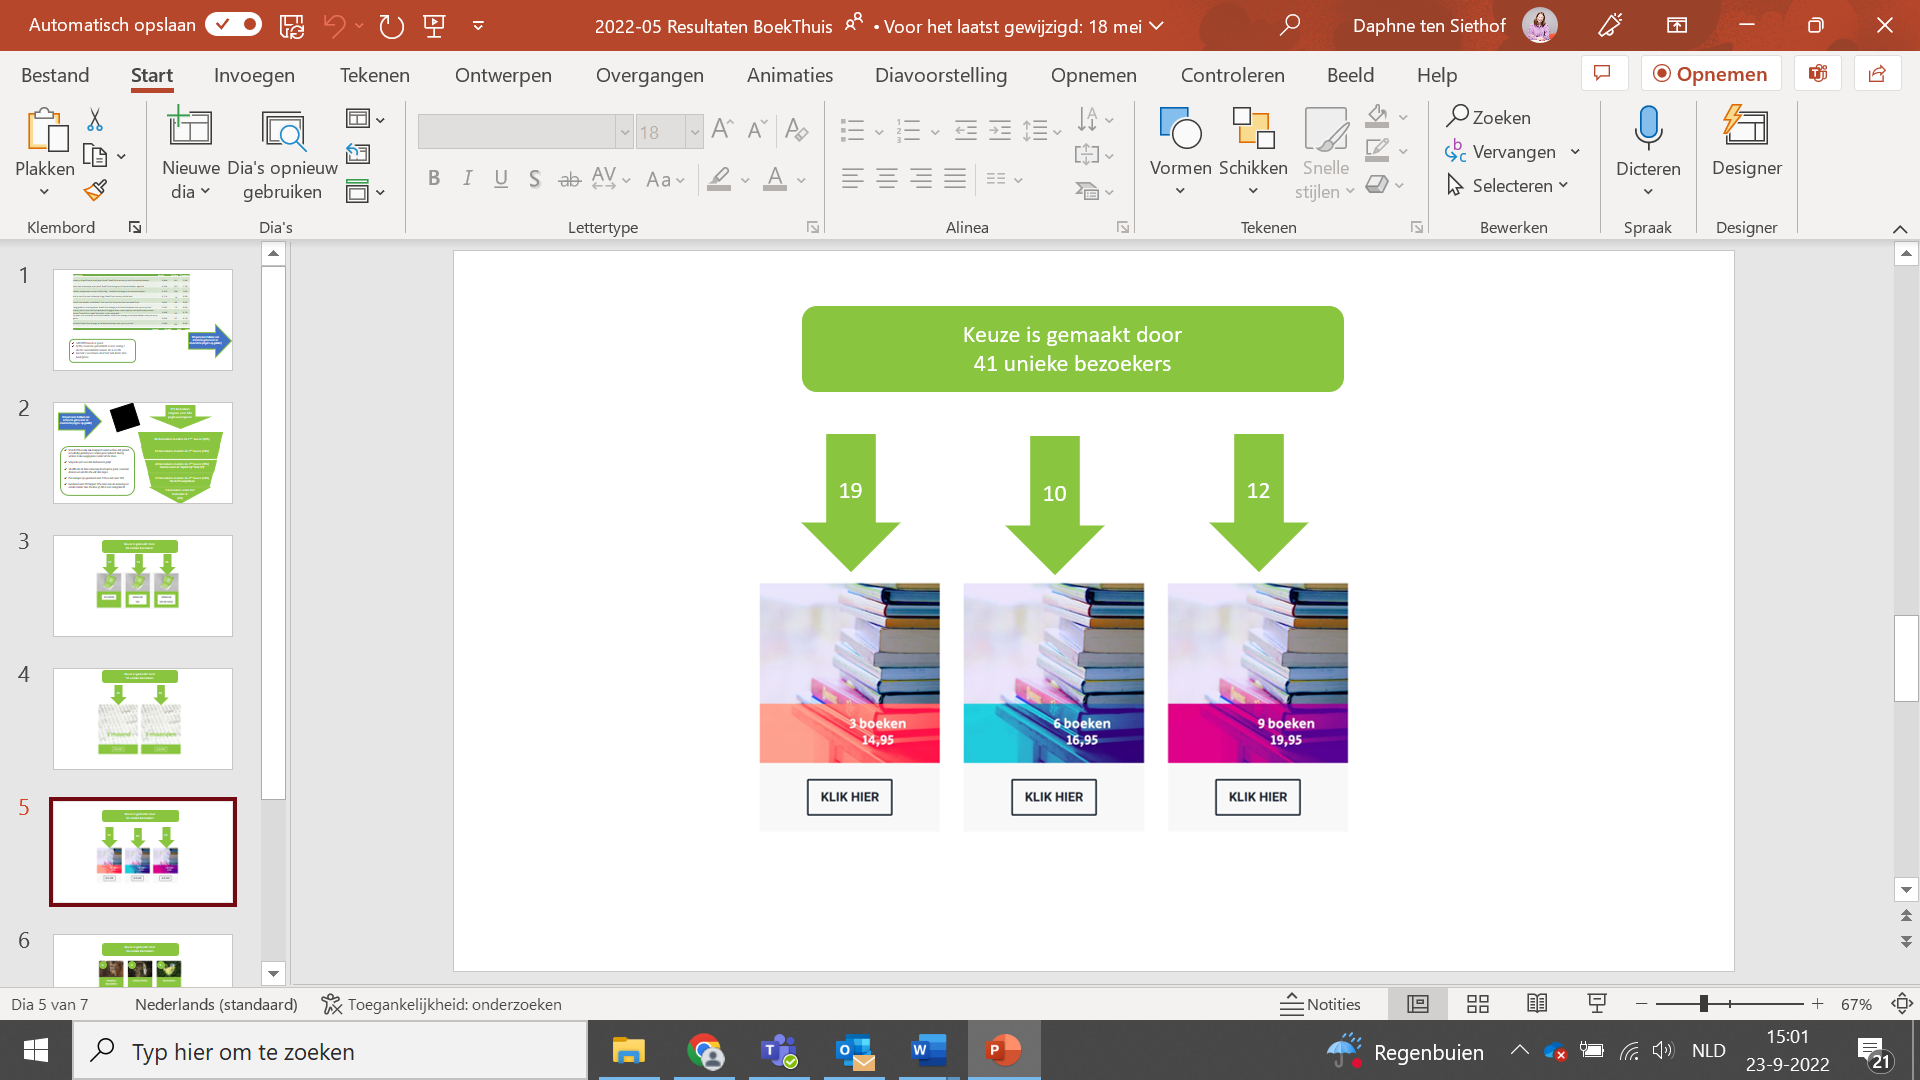 Automatisch opslaan
2022-05 Resultaten BoekThuis • Voor het laatst gewijzigd: 18 mei
Daphne ten Siethof
Bestand Start Invoegen Tekenen Ontwerpen Overgangen Animaties Diavoorstelling Opnemen Controleren Beeld Help
Opnemen
Plakken
Klembord
Nieuwe dia
Dia's opnieuw gebruiken
Dia's
18
Lettertype
Alinea
Vormen
Schikken
Snelle stijlen
Tekenen
Zoeken
Vervangen
Selecteren
Bewerken
Dicteren
Spraak
Designer
Designer
1
2
3
4
5
6
Keuze is gemaakt door
41 unieke bezoekers
19 10 12
3 boeken
14,95
6 boeken
16,95
9 boeken
19,95
KLIK HIER KLIK HIER KLIK HIER
Dia 5 van 7 Nederlands (standaard) Toegankelijkheid: onderzoeken
Notities
67%
Typ hier om te zoeken
Regenbuien
NLD
15:01
23-9-2022
21